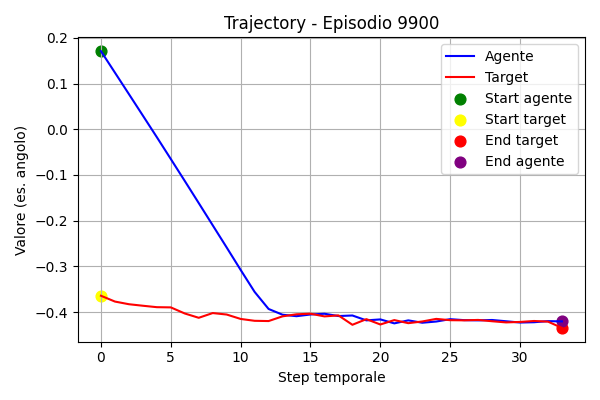 Trajectory - Episodio 9900
Valore (es. angolo)
0.2
0.1
0.0
−0.1
−0.2
−0.3
−0.4
0
5
10
15
20
25
30
Step temporale
Agente
Target
Start agente
Start target
End target
End agente